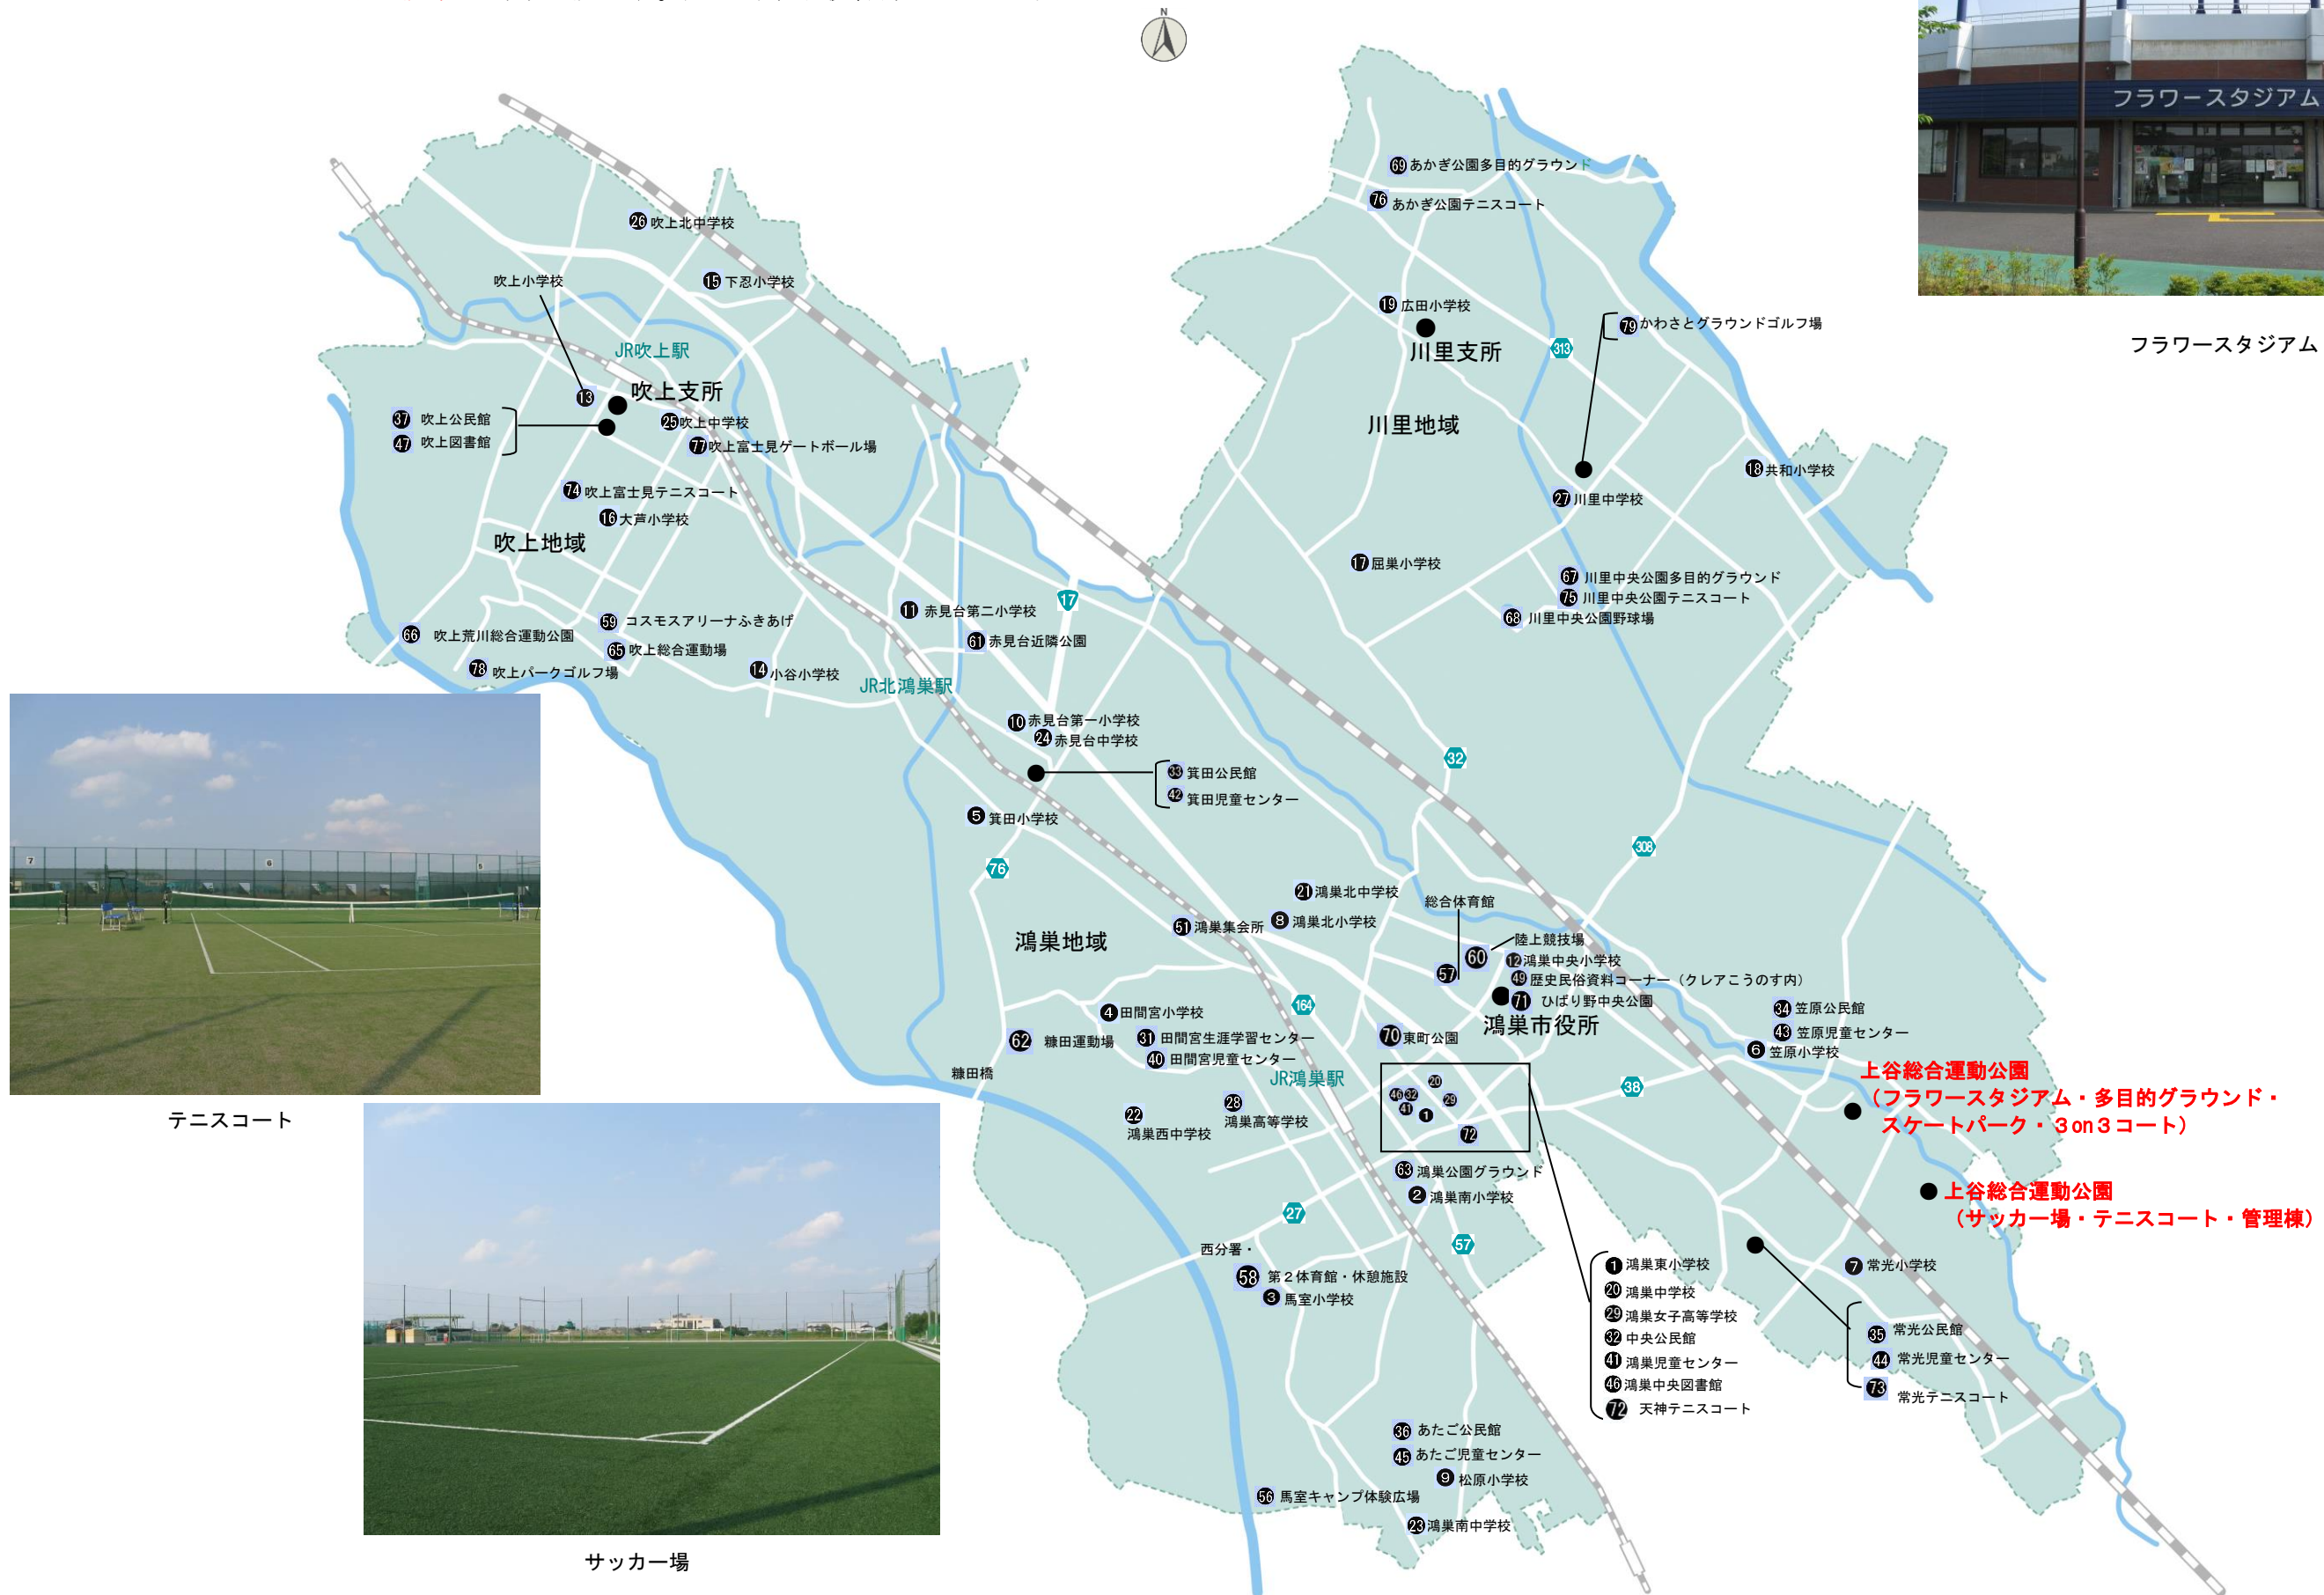 N
フラワースタジアム
フラワースタジアム
69 あかぎ公園多目的グラウンド
76 あかぎ公園テニスコート
26 吹上北中学校
15 下忍小学校
吹上小学校
19 広田小学校
川里支所
313
79 かわさとグラウンドゴルフ場
JR吹上駅
吹上支所
13
37 吹上公民館
47 吹上図書館
25 吹上中学校
77 吹上富士見ゲートボール場
川里地域
18 共和小学校
74 吹上富士見テニスコート
16 大芦小学校
27 川里中学校
吹上地域
17 屈巣小学校
67 川里中央公園多目的グラウンド
75 川里中央公園テニスコート
68 川里中央公園野球場
11 赤見台第二小学校
17
61 赤見台近隣公園
59 コスモスアリーナふきあげ
66 吹上荒川総合運動公園
65 吹上総合運動場
78 吹上パークゴルフ場
14 小谷小学校
JR北鴻巣駅
10 赤見台第一小学校
24 赤見台中学校
32
33 箕田公民館
42 箕田児童センター
5 箕田小学校
76
308
7
6
5
21 鴻巣北中学校
8 鴻巣北小学校
51 鴻巣集会所
総合体育館
鴻巣地域
陸上競技場
60
57
12 鴻巣中央小学校
49 歴史民俗資料コーナー（クレアこうのす内）
71 ひばり野中央公園
鴻巣市役所
164
4 田間宮小学校
62 糠田運動場
31 田間宮生涯学習センター
40 田間宮児童センター
糠田橋
70 東町公園
JR鴻巣駅
34 笠原公民館
43 笠原児童センター
6 笠原小学校
38
上谷総合運動公園
（フラワースタジアム・多目的グラウンド・
スケートパーク・３on３コート）
上谷総合運動公園
（サッカー場・テニスコート・管理棟）
テニスコート
20
46 32
29
41
1
72
22
鴻巣西中学校
28
鴻巣高等学校
63 鴻巣公園グラウンド
2 鴻巣南小学校
27
57
西分署・
58 第２体育館・休憩施設
3 馬室小学校
1 鴻巣東小学校
20 鴻巣中学校
29 鴻巣女子高等学校
32 中央公民館
41 鴻巣児童センター
46 鴻巣中央図書館
72 天神テニスコート
7 常光小学校
35 常光公民館
44 常光児童センター
73 常光テニスコート
36 あたご公民館
45 あたご児童センター
9 松原小学校
56 馬室キャンプ体験広場
23 鴻巣南中学校
サッカー場